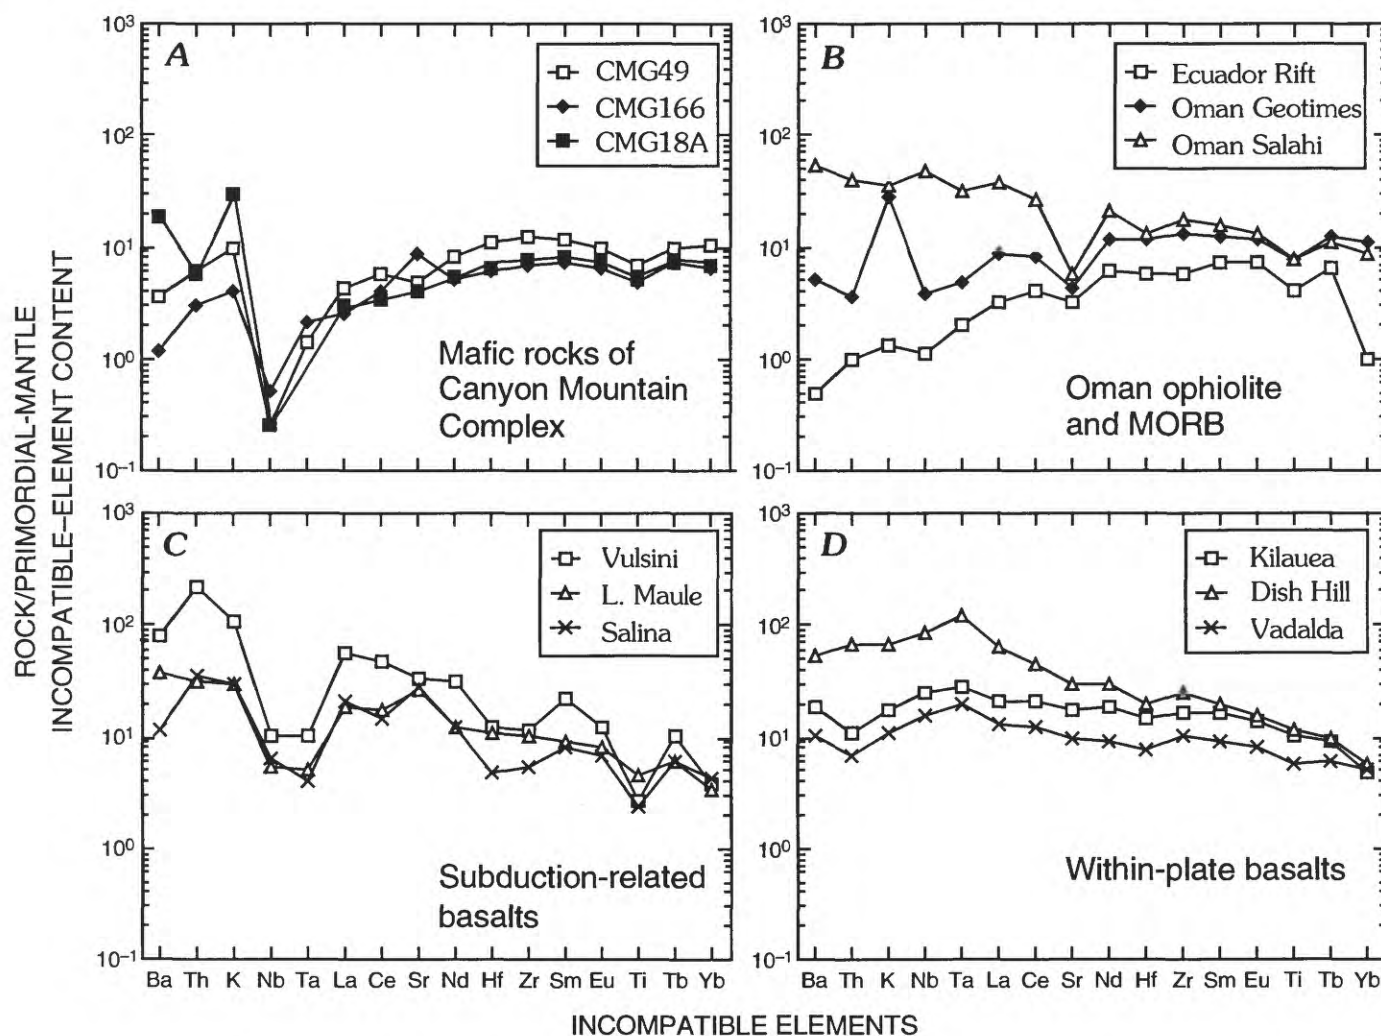 ROCK/PRIMORDIAL-MANTLE
INCOMPATIBLE–ELEMENT CONTENT
A
10³
10²
10¹
10⁰
10⁻¹
CMG49
CMG166
CMG18A
Mafic rocks of
Canyon Mountain
Complex
B
10³
10²
10¹
10⁰
10⁻¹
Ecuador Rift
Oman Geotimes
Oman Salahi
Oman ophiolite
and MORB
C
10³
10²
10¹
10⁰
10⁻¹
Vulsini
L. Maule
Salina
Subduction-related
basalts
Ba Th K Nb Ta La Ce Sr Nd Hf Zr Sm Eu Ti Tb Yb
D
10³
10²
10¹
10⁰
10⁻¹
Kilauea
Dish Hill
Vadalda
Within-plate basalts
Ba Th K Nb Ta La Ce Sr Nd Hf Zr Sm Eu Ti Tb Yb
INCOMPATIBLE ELEMENTS